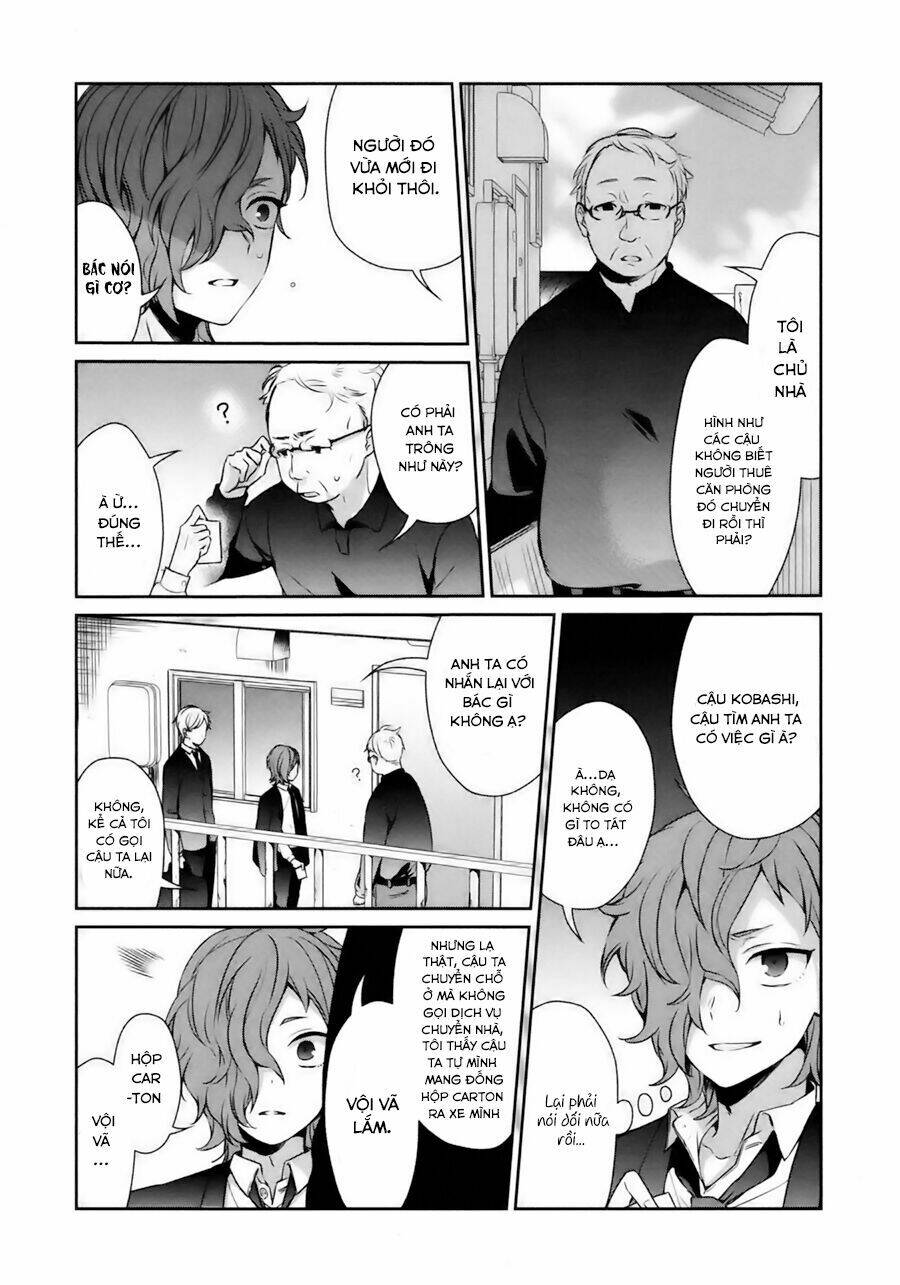 TÔI
LÀ CHỦ
NHÀ
HÌNH NHƯ
CÁC CẬU
KHÔNG BIẾT
NGƯỜI THUÊ
CĂN PHÒNG
ĐÓ CHUYỂN
ĐI RỒI THÌ
PHẢI?
NGƯỜI ĐÓ
VỪA MỚI ĐI
KHỎI THÔI.
BÁC NÓI
GÌ CƠ?
CÓ PHẢI
ANH TA
TRÔNG
NHƯ NÀY?
?
À Ừ...
ĐÚNG
THẾ...
CẬU KOBASHI,
CẬU TÌM ANH TA
CÓ VIỆC GÌ À?
À...DẠ
KHÔNG,
KHÔNG CÓ
GÌ TO TÁT
ĐÂU Ạ...
Lại phải
nói dối nữa
rồi...
ANH TA CÓ
NHẮN LẠI VỚI
BÁC GÌ
KHÔNG Ạ?
?
KHÔNG,
KỂ CẢ TÔI
CÓ GỌI
CẬU TA LẠI
NỮA.
NHƯNG LẠ
THẬT, CẬU TA
CHUYỂN CHỖ
Ở MÀ KHÔNG
GỌI DỊCH VỤ
CHUYỂN NHÀ,
TÔI THẤY CẬU
TA TỰ MÌNH
MANG ĐỐNG
HỘP CARTON
RA XE MÌNH
VỘI VÃ
LẮM.
HỘP
CAR
-TON
VỘI
VÃ
...